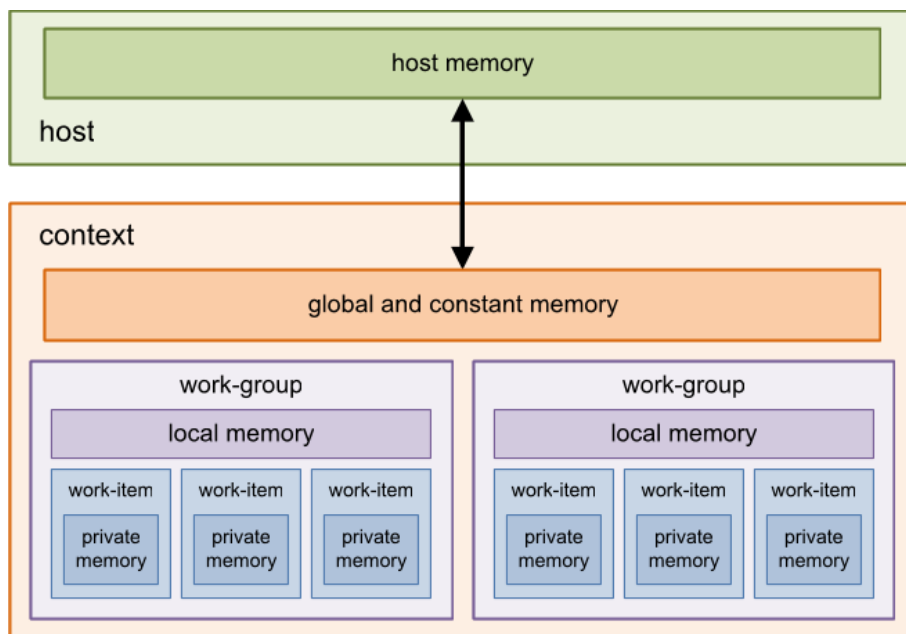 host memory
host
context
global and constant memory
work-group
local memory
work-item
private
memory
work-item
private
memory
work-item
private
memory
work-group
local memory
work-item
private
memory
work-item
private
memory
work-item
private
memory